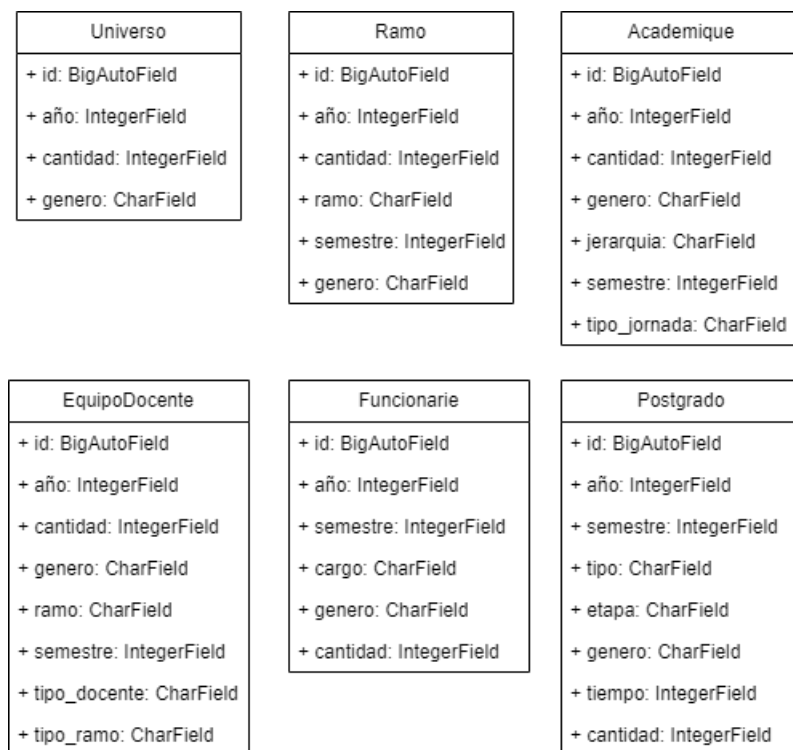 Universo
+ id: BigAutoField
+ año: IntegerField
+ cantidad: IntegerField
+ genero: CharField
Ramo
+ id: BigAutoField
+ año: IntegerField
+ cantidad: IntegerField
+ ramo: CharField
+ semestre: IntegerField
+ genero: CharField
Academique
+ id: BigAutoField
+ año: IntegerField
+ cantidad: IntegerField
+ genero: CharField
+ jerarquia: CharField
+ semestre: IntegerField
+ tipo_jornada: CharField
EquipoDocente
+ id: BigAutoField
+ año: IntegerField
+ cantidad: IntegerField
+ genero: CharField
+ ramo: CharField
+ semestre: IntegerField
+ tipo_docente: CharField
+ tipo_ramo: CharField
Funcionarie
+ id: BigAutoField
+ año: IntegerField
+ semestre: IntegerField
+ cargo: CharField
+ genero: CharField
+ cantidad: IntegerField
Postgrado
+ id: BigAutoField
+ año: IntegerField
+ semestre: IntegerField
+ tipo: CharField
+ etapa: CharField
+ genero: CharField
+ tiempo: IntegerField
+ cantidad: IntegerField